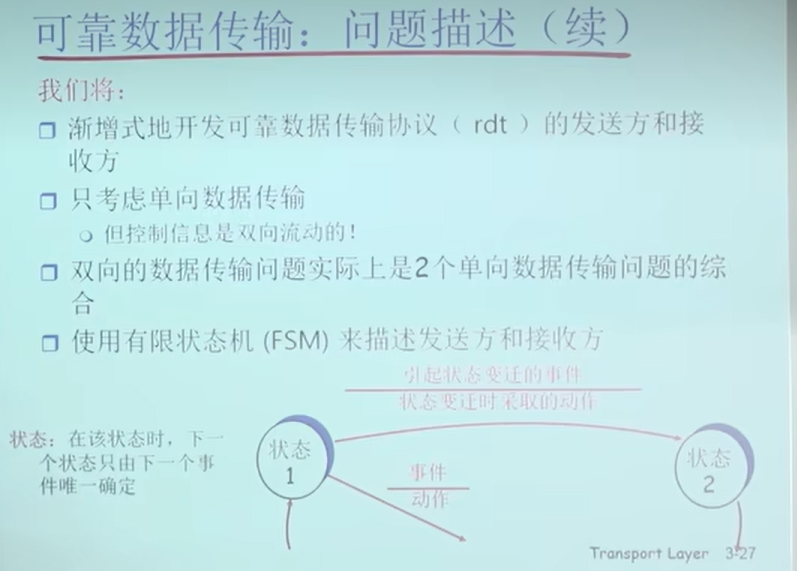 可靠数据传输：问题描述（续）
我们将：
渐增式地开发可靠数据传输协议（ rdt ）的发送方和接
收方
只考虑单向数据传输
但控制信息是双向流动的！
双向的数据传输问题实际上是2个单向数据传输问题的综
合
使用有限状态机 (FSM) 来描述发送方和接收方
引起状态变迁的事件
状态变迁时采取的动作
状态：在该状态时，下一
个状态只由下一个事
件唯一确定
状态
1
事件
动作
状态
2
Transport Layer 3-27